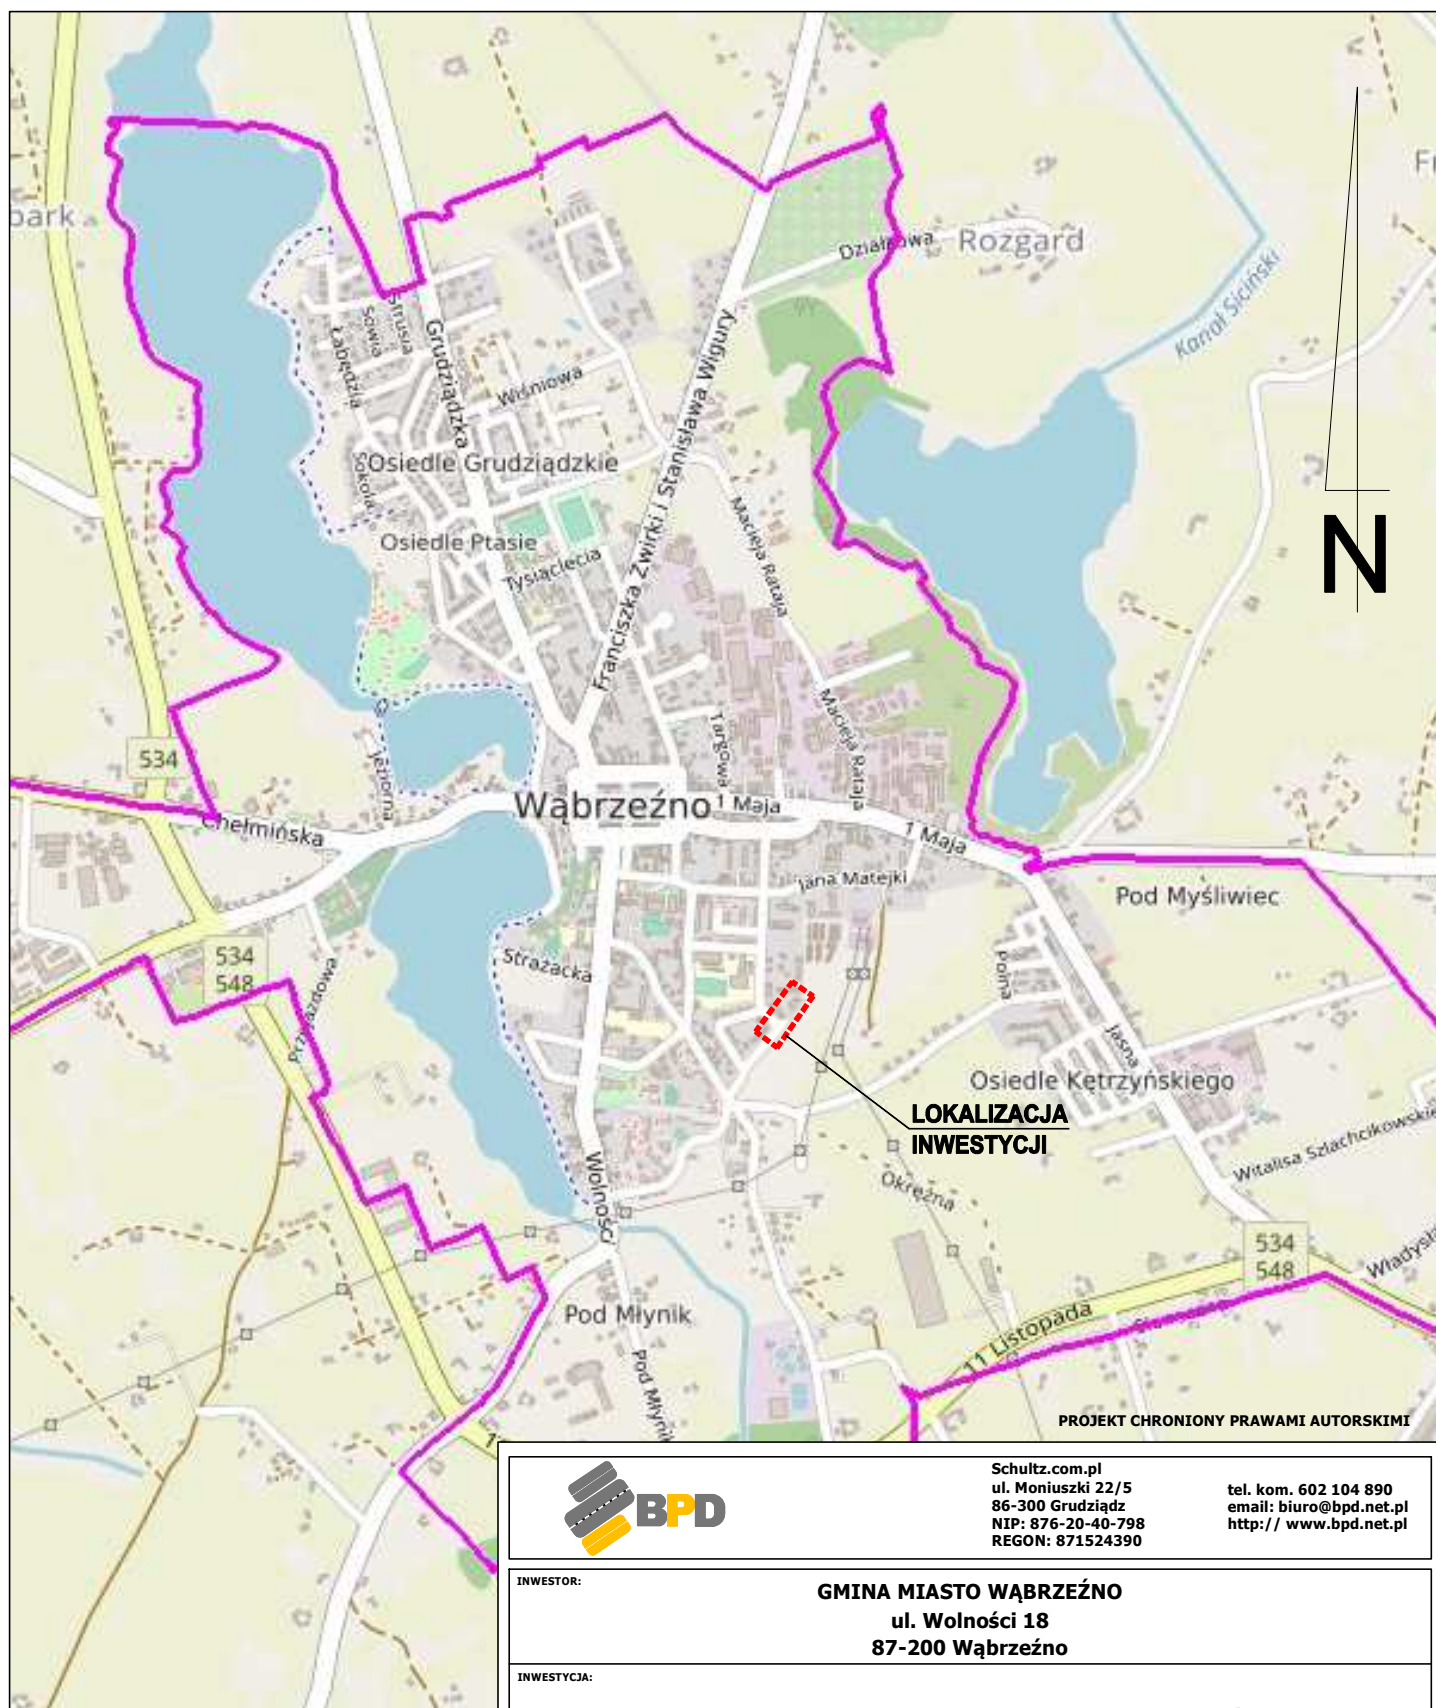 park
Działkowa
Rozgard
Kanał Siciński
Strusia
Sowia
Łabędzia
Grudziądzka
Wiśniowa
Franciszka Żwirki i Stanisława Wigury
Osiedle Grudziądzkie
Sokola
Osiedle Ptasie
Tysiąclecia
Macieja Rataja
N
Macieja Rataja
Targowa
534
Jeziorna
Chełmińska
Wąbrzeźno
1 Maja
1 Maja
Jana Matejki
Pod Myśliwiec
534
548
Przyjazdowa
Strażacka
Polna
Jasna
Osiedle Kętrzyńskiego
LOKALIZACJA
INWESTYCJI
Witalisa Szlachcikowskie
Okrężna
Wolności
534
548
Władysł
Pod Młynik
Pod Młynik
11 Listopada
PROJEKT CHRONIONY PRAWAMI AUTORSKIMI
BPD
Schultz.com.pl
ul. Moniuszki 22/5
86-300 Grudziądz
NIP: 876-20-40-798
REGON: 871524390
tel. kom. 602 104 890
email: biuro@bpd.net.pl
http:// www.bpd.net.pl
INWESTOR:
GMINA MIASTO WĄBRZEŹNO
ul. Wolności 18
87-200 Wąbrzeźno
INWESTYCJA: